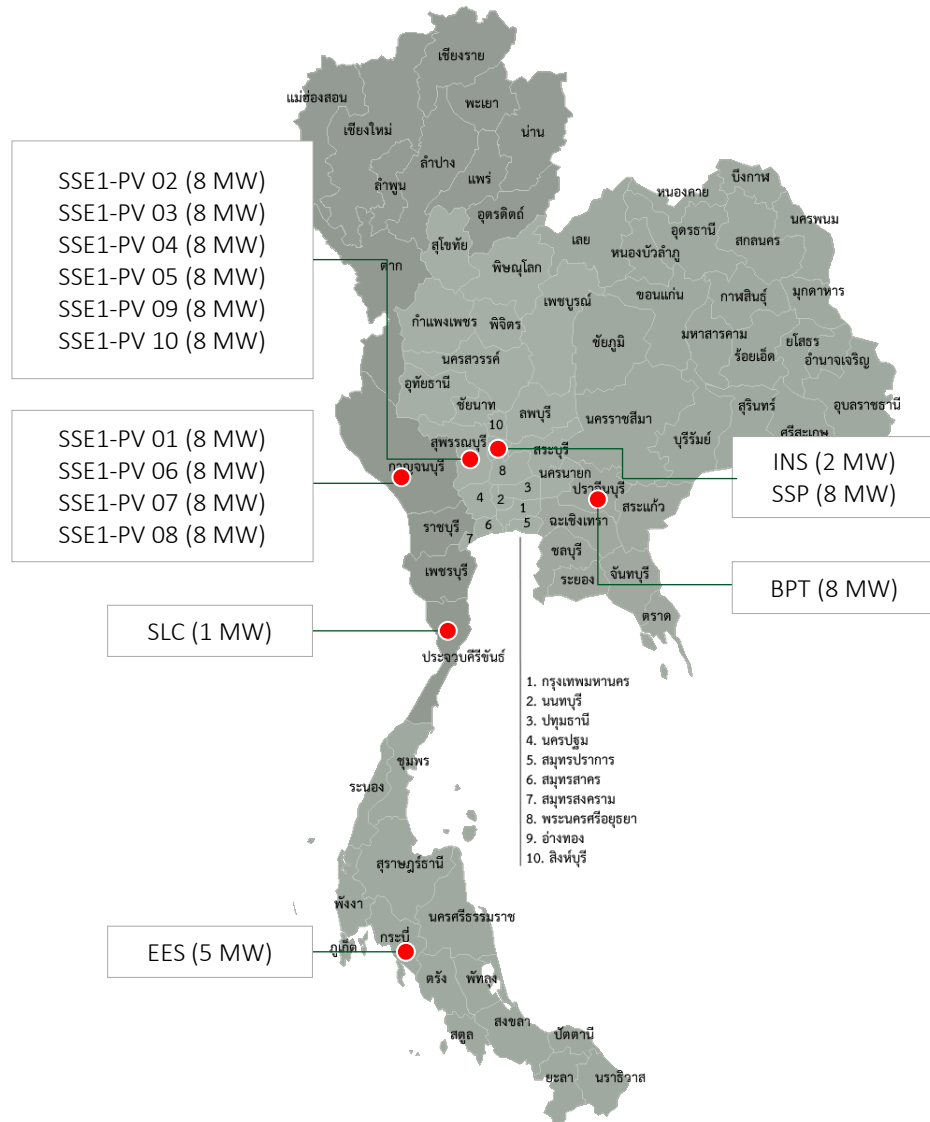 เชียงราย
แม่ฮ่องสอน
พะเยา
เชียงใหม่
น่าน
ลำปาง
ลำพูน
แพร่
อุตรดิตถ์
สุโขทัย
ตาก
พิษณุโลก
เลย
หนองคาย
บึงกาฬ
นครพนม
อุดรธานี
สกลนคร
หนองบัวลำภู
เพชรบูรณ์
ขอนแก่น
กาฬสินธุ์
มุกดาหาร
กำแพงเพชร
พิจิตร
ชัยภูมิ
มหาสารคาม
ร้อยเอ็ด
ยโสธร
อำนาจเจริญ
นครสวรรค์
อุทัยธานี
ชัยนาท
ลพบุรี
นครราชสีมา
บุรีรัมย์
สุรินทร์
อุบลราชธานี
ศรีสะเกษ
10
สุพรรณบุรี
สระบุรี
กาญจนบุรี
8
นครนายก
ปราจีนบุรี
สระแก้ว
4
2
3
1
ฉะเชิงเทรา
ราชบุรี
6
5
7
ชลบุรี
เพชรบุรี
ระยอง
จันทบุรี
ตราด
ประจวบคีรีขันธ์
ชุมพร
ระนอง
สุราษฎร์ธานี
พังงา
นครศรีธรรมราช
ภูเก็ต
กระบี่
ตรัง
พัทลุง
สงขลา
สตูล
ปัตตานี
ยะลา
นราธิวาส
SSE1-PV 02 (8 MW)
SSE1-PV 03 (8 MW)
SSE1-PV 04 (8 MW)
SSE1-PV 05 (8 MW)
SSE1-PV 09 (8 MW)
SSE1-PV 10 (8 MW)
SSE1-PV 01 (8 MW)
SSE1-PV 06 (8 MW)
SSE1-PV 07 (8 MW)
SSE1-PV 08 (8 MW)
SLC (1 MW)
EES (5 MW)
INS (2 MW)
SSP (8 MW)
BPT (8 MW)
1. กรุงเทพมหานคร
2. นนทบุรี
3. ปทุมธานี
4. นครปฐม
5. สมุทรปราการ
6. สมุทรสาคร
7. สมุทรสงคราม
8. พระนครศรีอยุธยา
9. อ่างทอง
10. สิงห์บุรี